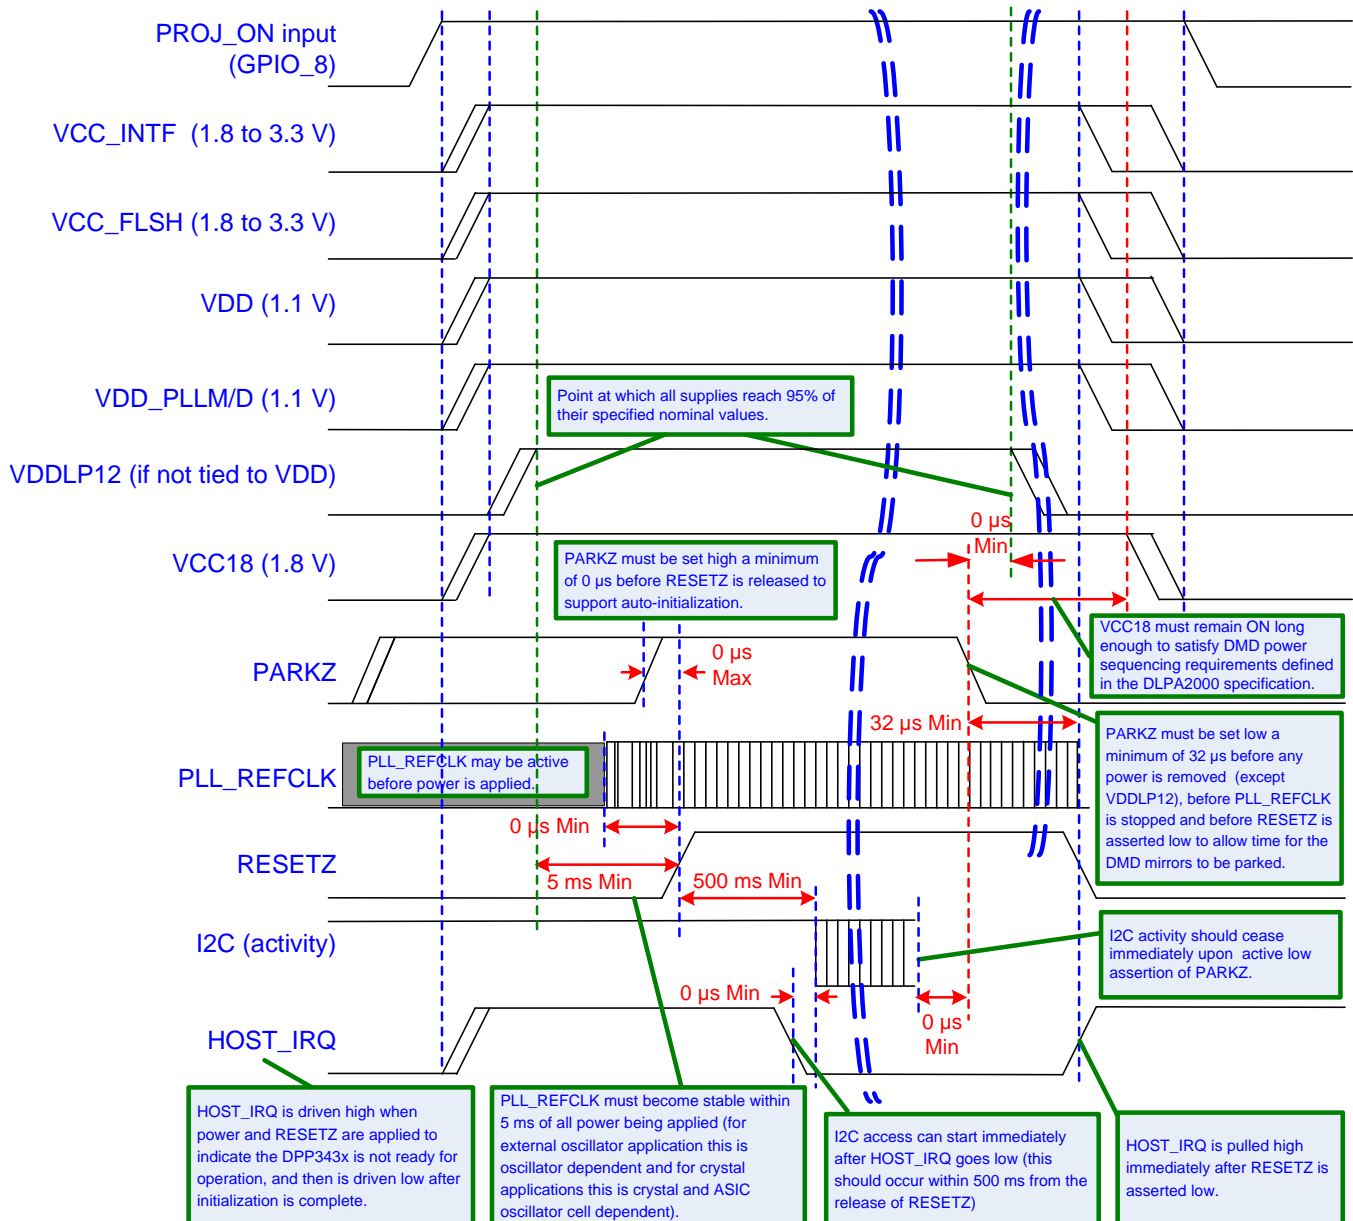 PROJ_ON input
(GPIO_8)
VCC_INTF (1.8 to 3.3 V)
VCC_FLSH (1.8 to 3.3 V)
VDD (1.1 V)
VDD_PLLM/D (1.1 V)
Point at which all supplies reach 95% of
their specified nominal values.
VDDLP12 (if not tied to VDD)
0 µs
Min
VCC18 (1.8 V)
PARKZ must be set high a minimum
of 0 µs before RESETZ is released to
support auto-initialization.
VCC18 must remain ON long
enough to satisfy DMD power
sequencing requirements defined
in the DLPA2000 specification.
PARKZ
0 µs
Max
32 µs Min
PARKZ must be set low a
minimum of 32 µs before any
power is removed (except
VDDLP12), before PLL_REFCLK
is stopped and before RESETZ is
asserted low to allow time for the
DMD mirrors to be parked.
PLL_REFCLK
PLL_REFCLK may be active
before power is applied.
0 µs Min
RESETZ
5 ms Min
500 ms Min
I2C (activity)
I2C activity should cease
immediately upon active low
assertion of PARKZ.
0 µs Min
0 µs
Min
HOST_IRQ
HOST_IRQ is driven high when
power and RESETZ are applied to
indicate the DPP343x is not ready for
operation, and then is driven low after
initialization is complete.
PLL_REFCLK must become stable within
5 ms of all power being applied (for
external oscillator application this is
oscillator dependent and for crystal
applications this is crystal and ASIC
oscillator cell dependent).
I2C access can start immediately
after HOST_IRQ goes low (this
should occur within 500 ms from the
release of RESETZ)
HOST_IRQ is pulled high
immediately after RESETZ is
asserted low.